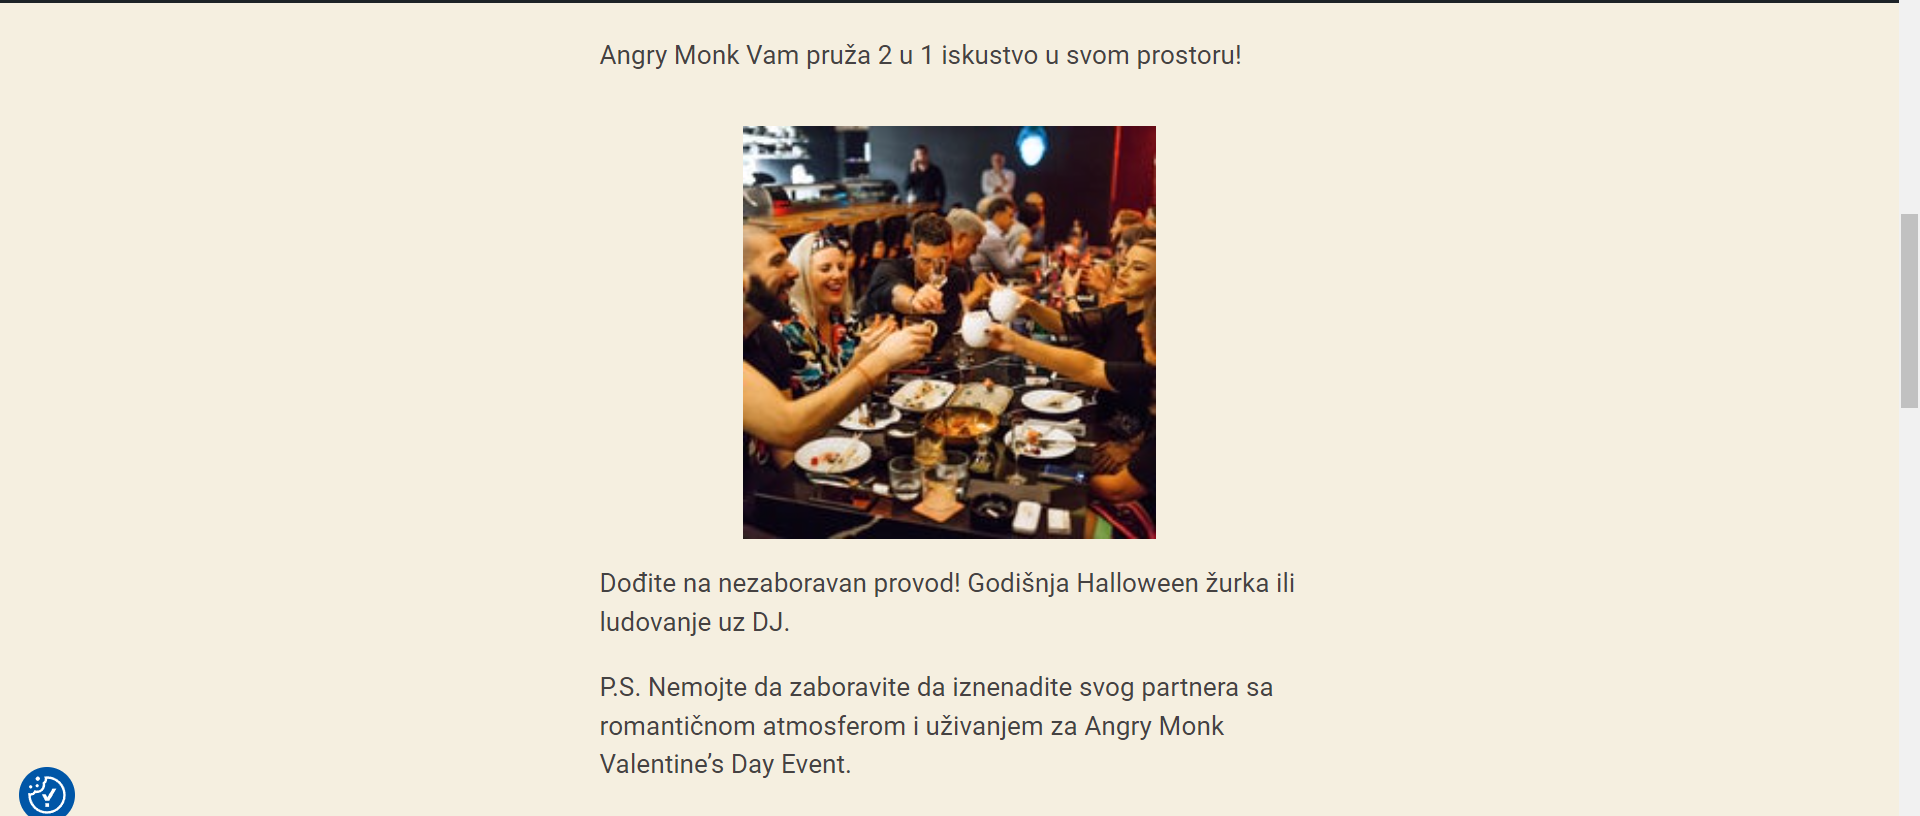 Angry Monk Vam pruža 2 u 1 iskustvo u svom prostoru!
Dođite na nezaboravan provod! Godišnja Halloween žurka ili
ludovanje uz DJ.
P.S. Nemojte da zaboravite da iznenadite svog partnera sa
romantičnom atmosferom i uživanjem za Angry Monk
Valentine’s Day Event.